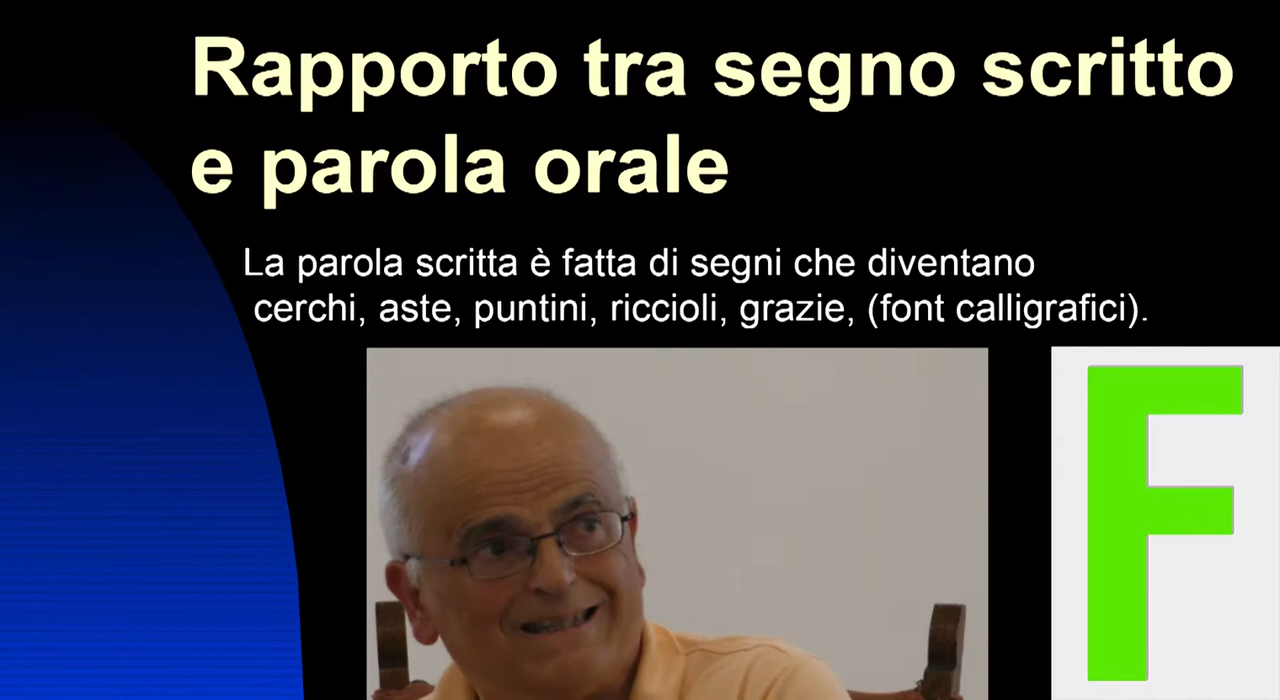 Rapporto tra segno scritto
e parola orale
La parola scritta è fatta di segni che diventano
cerchi, aste, puntini, riccioli, grazie, (font calligrafici).
F